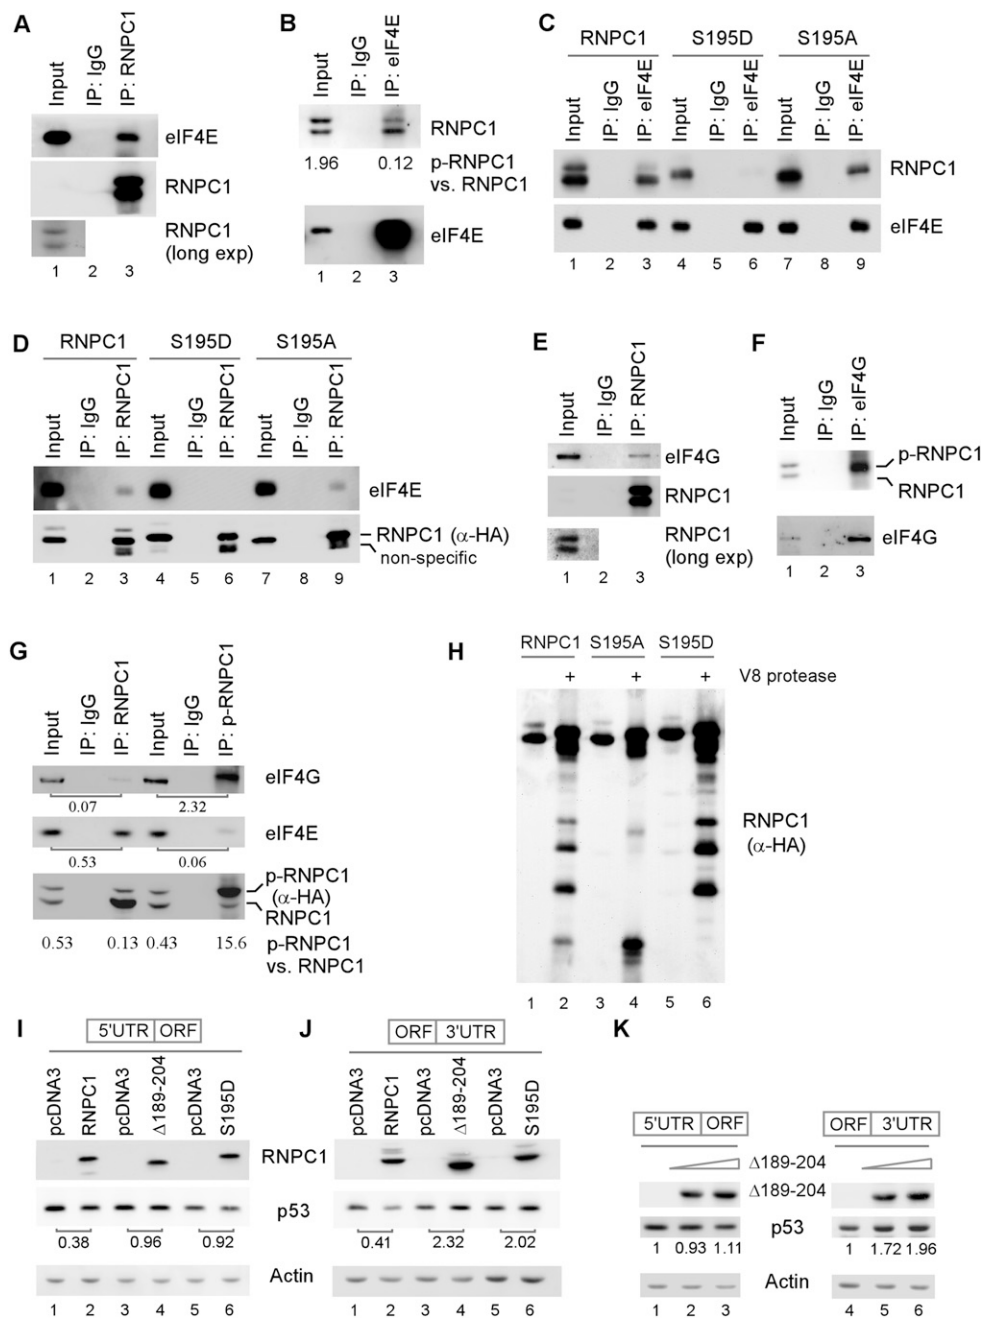 A
Input
IP: IgG
IP: RNPC1
eIF4E
RNPC1
RNPC1
(long exp)
1 2 3
B
Input
IP: IgG
IP: eIF4E
RNPC1
1.96 0.12 p-RNPC1
vs. RNPC1
eIF4E
1 2 3
C
RNPC1 S195D S195A
Input
IP: IgG
IP: eIF4E
Input
IP: IgG
IP: eIF4E
Input
IP: IgG
IP: eIF4E
RNPC1
eIF4E
1 2 3 4 5 6 7 8 9
D
RNPC1 S195D S195A
Input
IP: IgG
IP: RNPC1
Input
IP: IgG
IP: RNPC1
Input
IP: IgG
IP: RNPC1
eIF4E
RNPC1 (α-HA)
non-specific
1 2 3 4 5 6 7 8 9
E
Input
IP: IgG
IP: RNPC1
eIF4G
RNPC1
RNPC1
(long exp)
1 2 3
F
Input
IP: IgG
IP: eIF4G
p-RNPC1
RNPC1
eIF4G
1 2 3
G
Input
IP: IgG
IP: RNPC1
Input
IP: IgG
IP: p-RNPC1
eIF4G
0.07 2.32
eIF4E
0.53 0.06
p-RNPC1
(α-HA)
RNPC1
0.53 0.13 0.43 15.6 p-RNPC1
vs. RNPC1
H
RNPC1 S195A S195D
+ + + V8 protease
RNPC1
(α-HA)
1 2 3 4 5 6
I
5'UTR ORF
pcDNA3
RNPC1
pcDNA3
Δ189-204
pcDNA3
S195D
RNPC1
p53
0.38 0.96 0.92
Actin
1 2 3 4 5 6
J
ORF 3'UTR
pcDNA3
RNPC1
pcDNA3
Δ189-204
pcDNA3
S195D
0.41 2.32 2.02
1 2 3 4 5 6
K
5'UTR ORF
ORF 3'UTR
Δ189-204
Δ189-204
p53
1 0.93 1.11
1 1.72 1.96
Actin
1 2 3
4 5 6